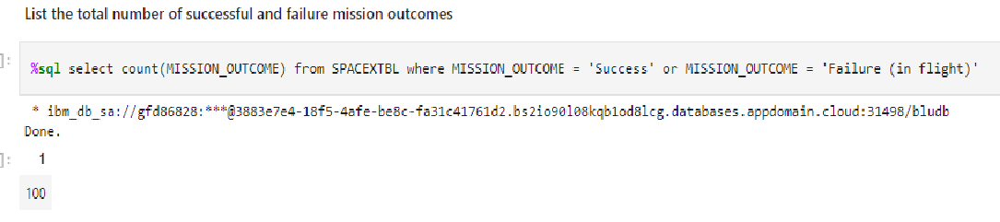 List the total number of successful and failure mission outcomes
]: %sql select count(MISSION_OUTCOME) from SPACEXTBL where MISSION_OUTCOME = 'Success' or MISSION_OUTCOME = 'Failure (in flight)'
* ibm_db_sa://gfd86828:***@3883e7e4-18f5-4afe-be8c-fa31c41761d2.bs2io90l08kqb1od8lcg.databases.appdomain.cloud:31498/bludb
Done.
]: 1
100